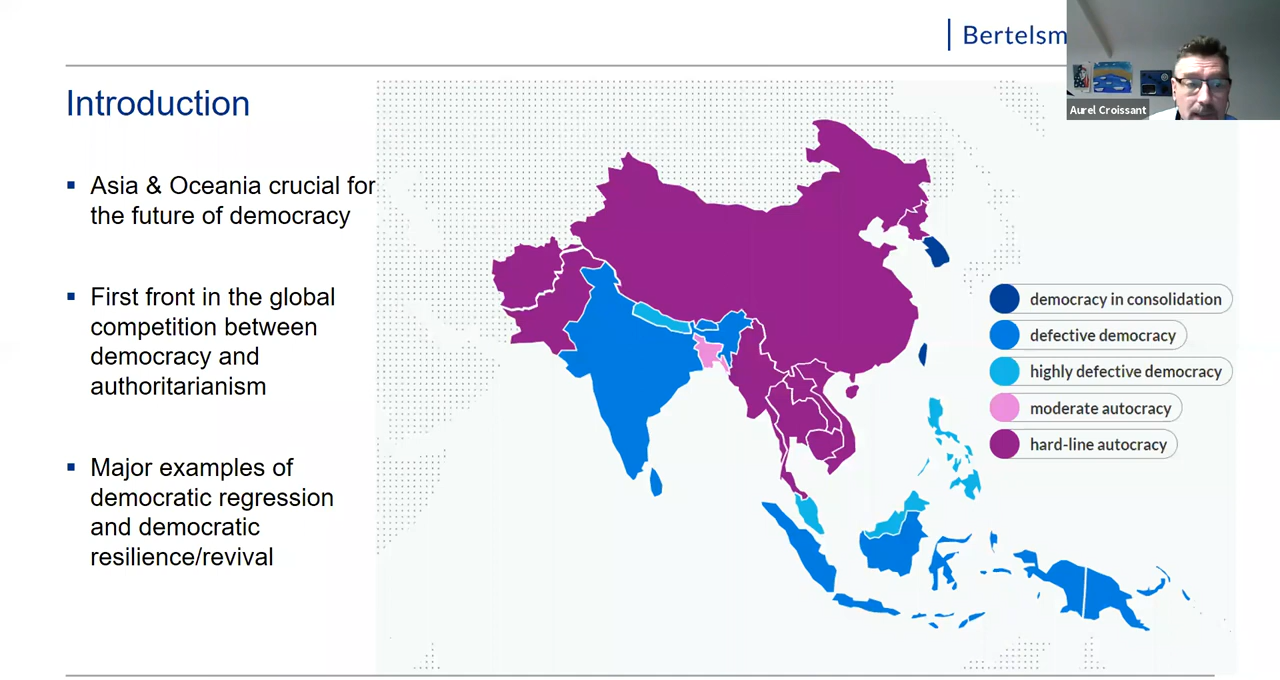 Bertelsm
Aurel Croissant
Introduction
Asia & Oceania crucial for
the future of democracy
First front in the global
competition between
democracy and
authoritarianism
Major examples of
democratic regression
and democratic
resilience/revival
democracy in consolidation
defective democracy
highly defective democracy
moderate autocracy
hard-line autocracy